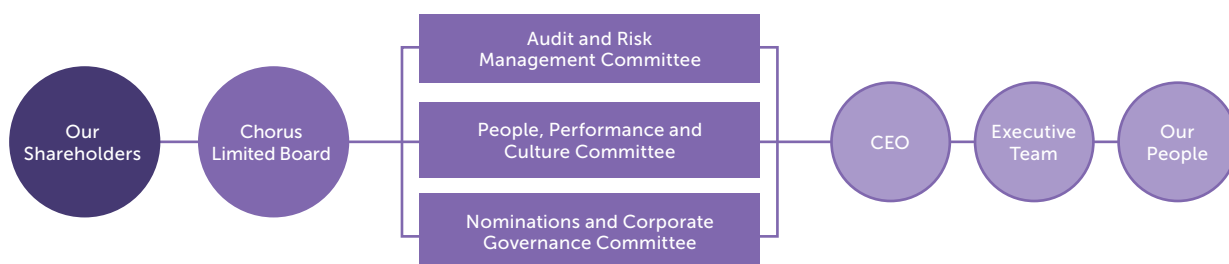 Our
Shareholders
Chorus
Limited Board
Audit and Risk
Management Committee
People, Performance and
Culture Committee
Nominations and Corporate
Governance Committee
CEO
Executive
Team
Our
People